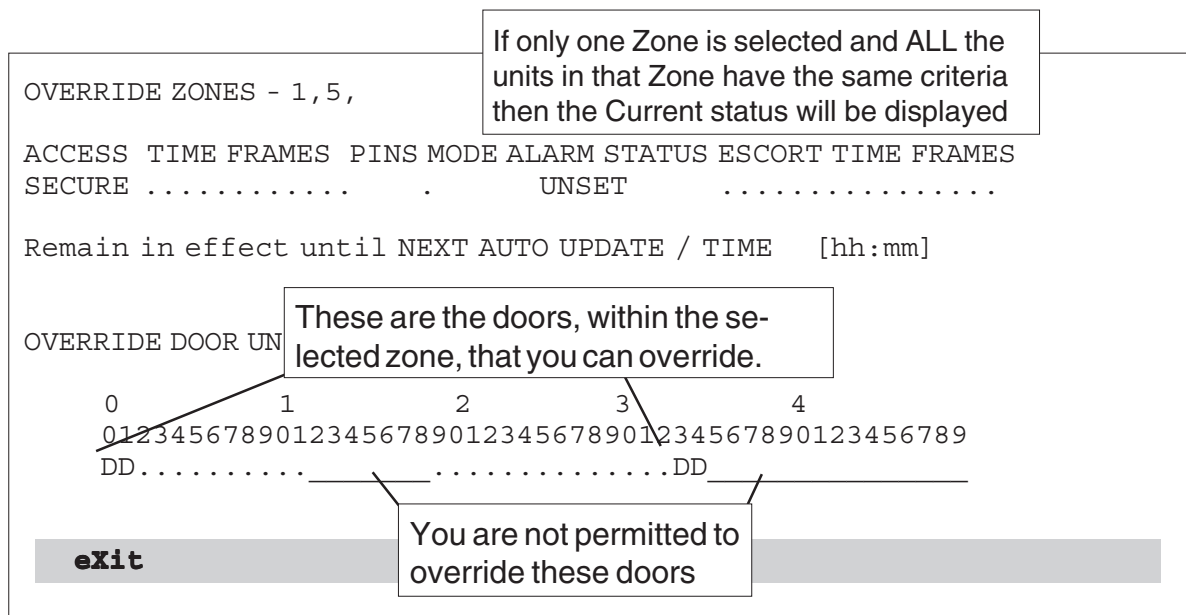 If only one Zone is selected and ALL the
units in that Zone have the same criteria
then the Current status will be displayed
OVERRIDE ZONES - 1,5,
ACCESS TIME FRAMES PINS MODE ALARM STATUS ESCORT TIME FRAMES
SECURE ............ . UNSET ................
Remain in effect until NEXT AUTO UPDATE / TIME [hh:mm]
These are the doors, within the se-
lected zone, that you can override.
OVERRIDE DOOR UN
0 1 2 3 4
01234567890123456789012345678901234567890123456789
DD.........._______..............DD_______________
You are not permitted to
override these doors
eXit